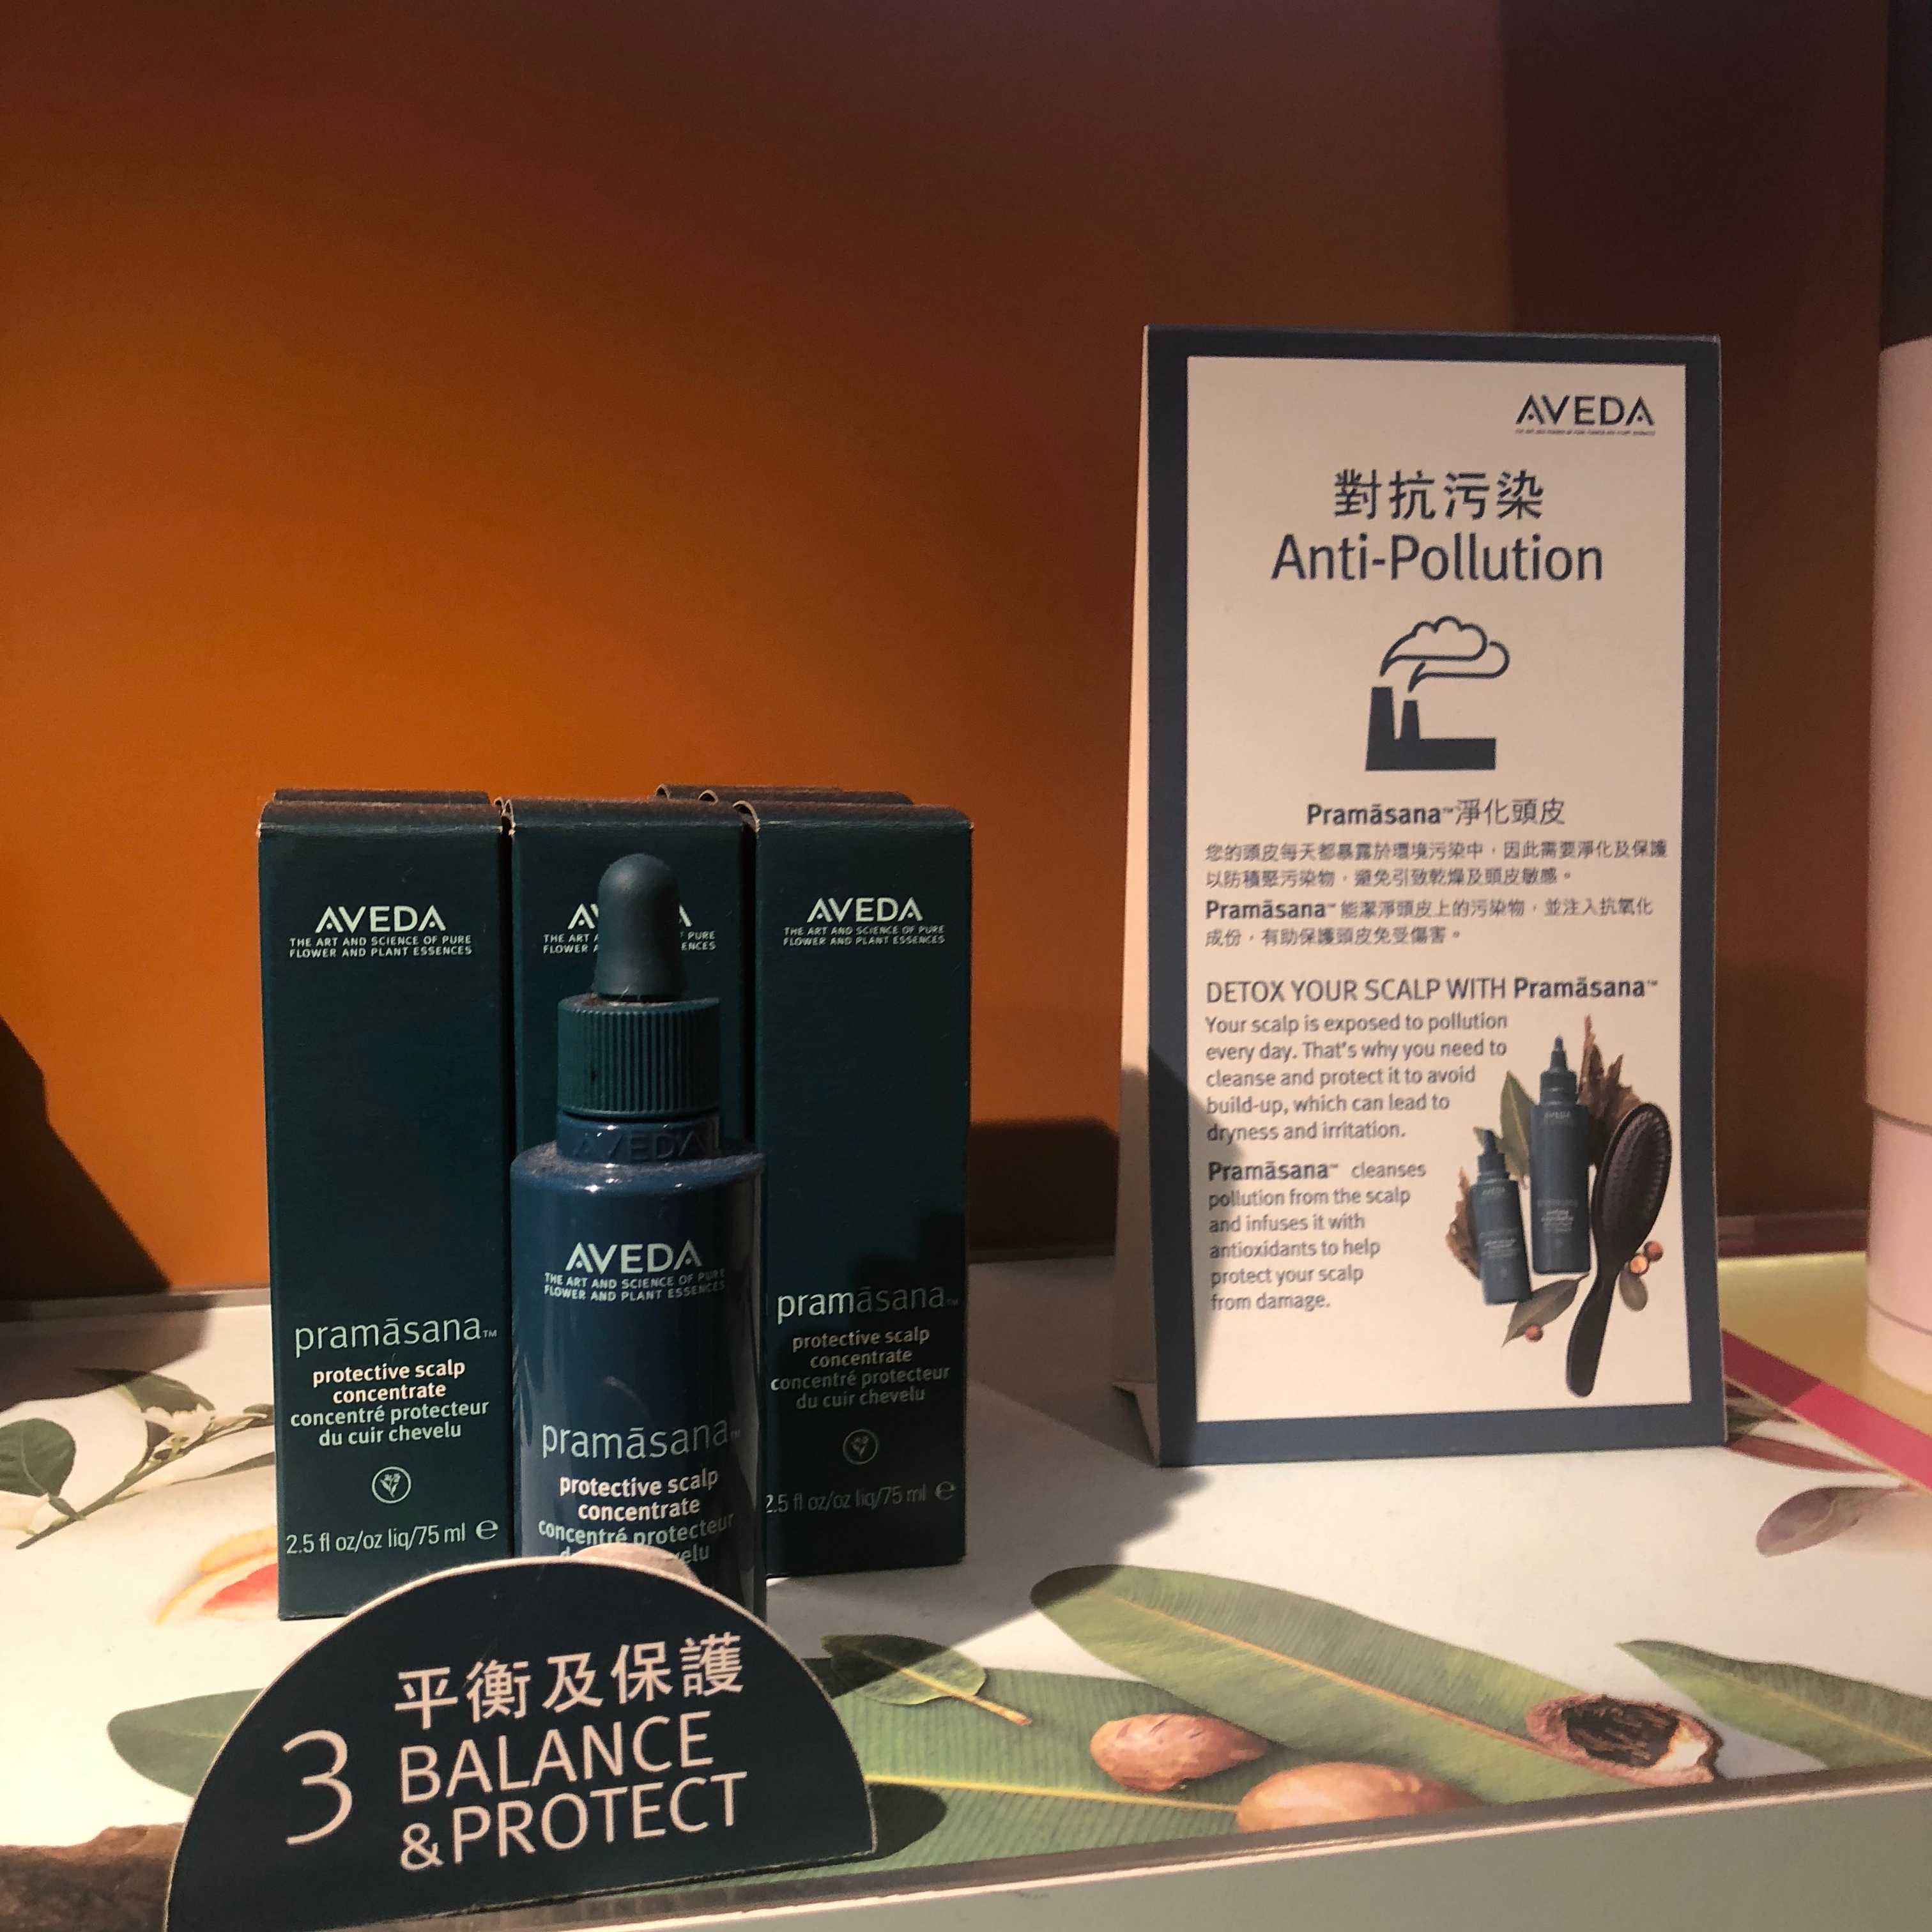 AVEDA
THE ART AND SCIENCE OF PURE
FLOWER AND PLANT ESSENCES
pramāsana™
protective scalp
concentrate
concentré protecteur
du cuir chevelu
2.5 fl oz/oz liq/75 ml e
THE ART
PURE
FLOWER
ENCES
AVEDA
THE ART AND SCIENCE OF PURE
FLOWER AND PLANT ESSENCES
pramāsana™
protective scalp
concentrate
concentré protecteur
du cuir chevelu
2.5 fl oz/oz liq/75 ml e
AVEDA
AVEDA
THE ART AND SCIENCE OF PURE
FLOWER AND PLANT ESSENCES
pramāsana™
protective scalp
concentrate
concentré protecteur
3
平衡及保護
BALANCE
&PROTECT
AVEDA
對抗污染
Anti-Pollution
Pramāsana™淨化頭皮
您的頭皮每天都暴露於環境污染中，因此需要淨化及保護
以防積聚污染物，避免引致乾燥及頭皮敏感。
Pramāsana™ 能潔淨頭皮上的污染物，並注入抗氧化
成份，有助保護頭皮免受傷害。
DETOX YOUR SCALP WITH Pramāsana™
Your scalp is exposed to pollution
every day. That's why you need to
cleanse and protect it to avoid
build-up, which can lead to
dryness and irritation.
Pramāsana™ cleanses
pollution from the scalp
and infuses it with
antioxidants to help
protect your scalp
from damage.
AVEDA
AVEDA